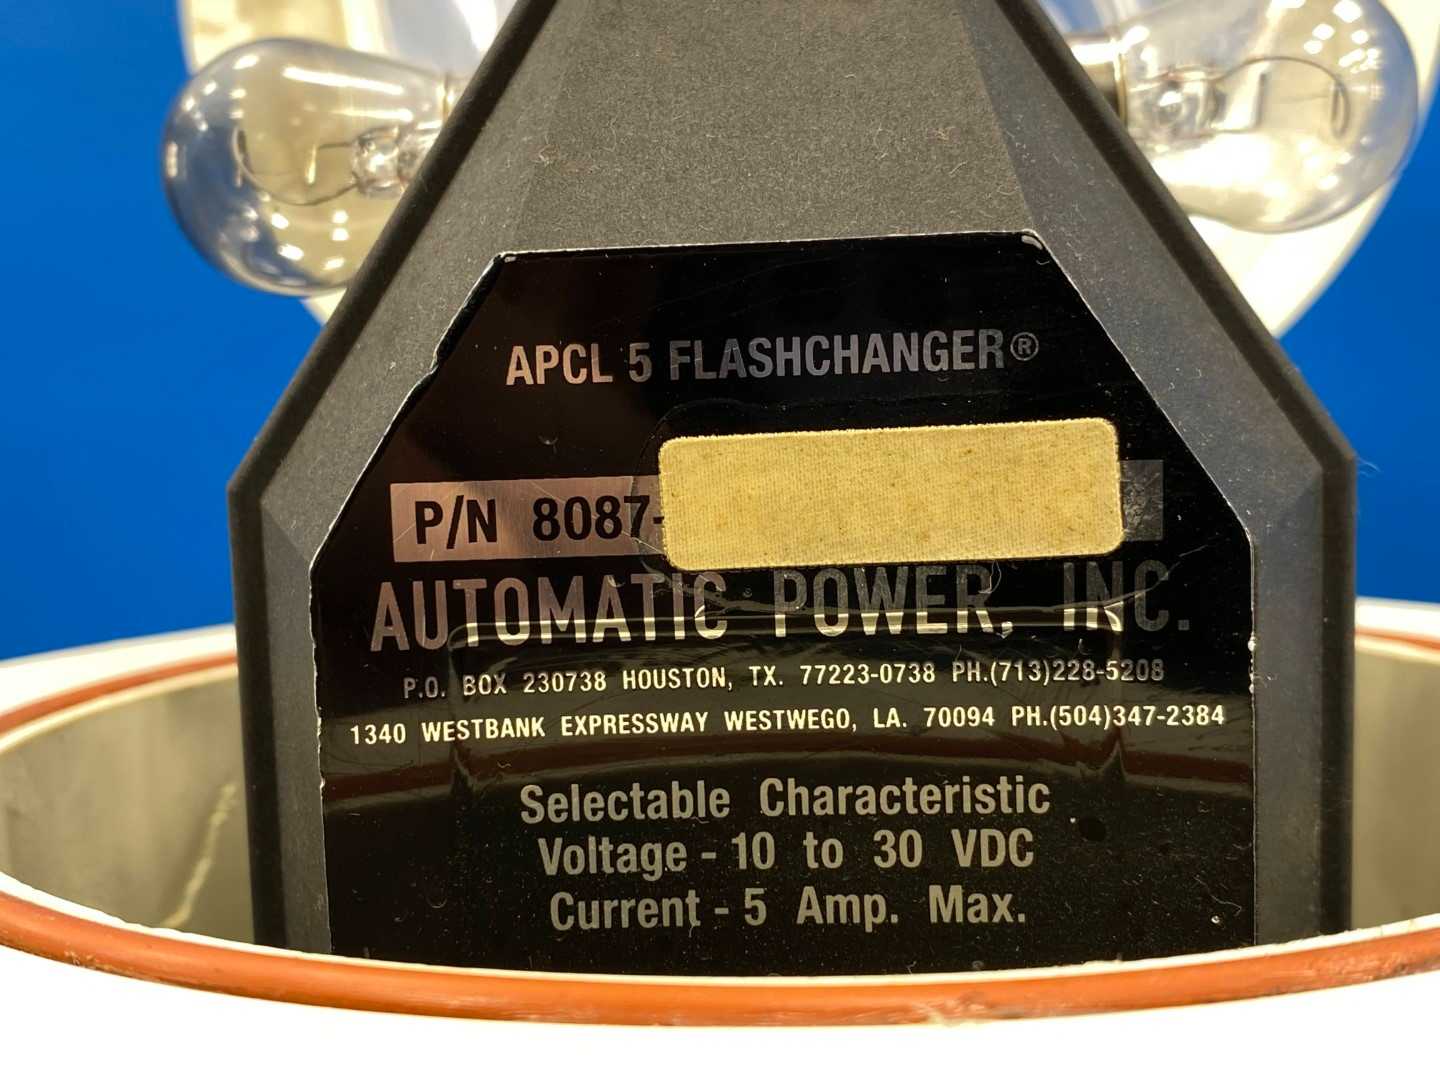 APCL 5 FLASHCHANGER®
P/N 8087-
AUTOMATIC POWER, INC.
P.O. BOX 230738 HOUSTON, TX. 77223-0738 PH.(713)228-5208
1340 WESTBANK EXPRESSWAY WESTWEGO, LA. 70094 PH.(504)347-2384
Selectable Characteristic
Voltage - 10 to 30 VDC
Current - 5 Amp. Max.